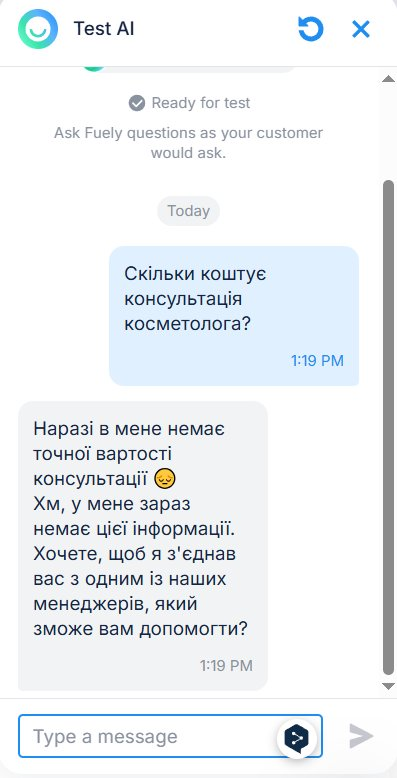 Test AI
Ready for test
Ask Fuely questions as your customer
would ask.
Today
Скільки коштує
консультація
косметолога?
1:19 PM
Наразі в мене немає
точної вартості
консультації 😔
Хм, у мене зараз
немає цієї інформації.
Хочете, щоб я з'єднав
вас з одним із наших
менеджерів, який
зможе вам допомогти?
1:19 PM
Type a message